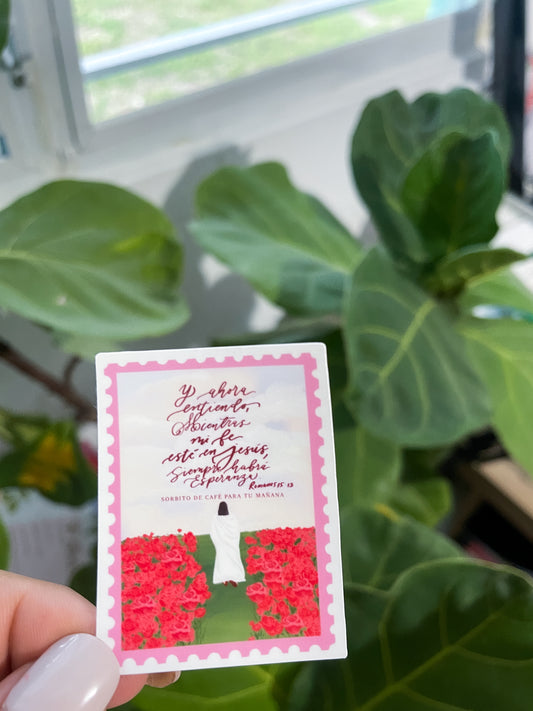 Y ahora
entiendo,
Mientras
mi fe
esté en Jesús,
Siempre habrá
Esperanza
Romanos 15:13
SORBITO DE CAFÉ PARA TU MAÑANA